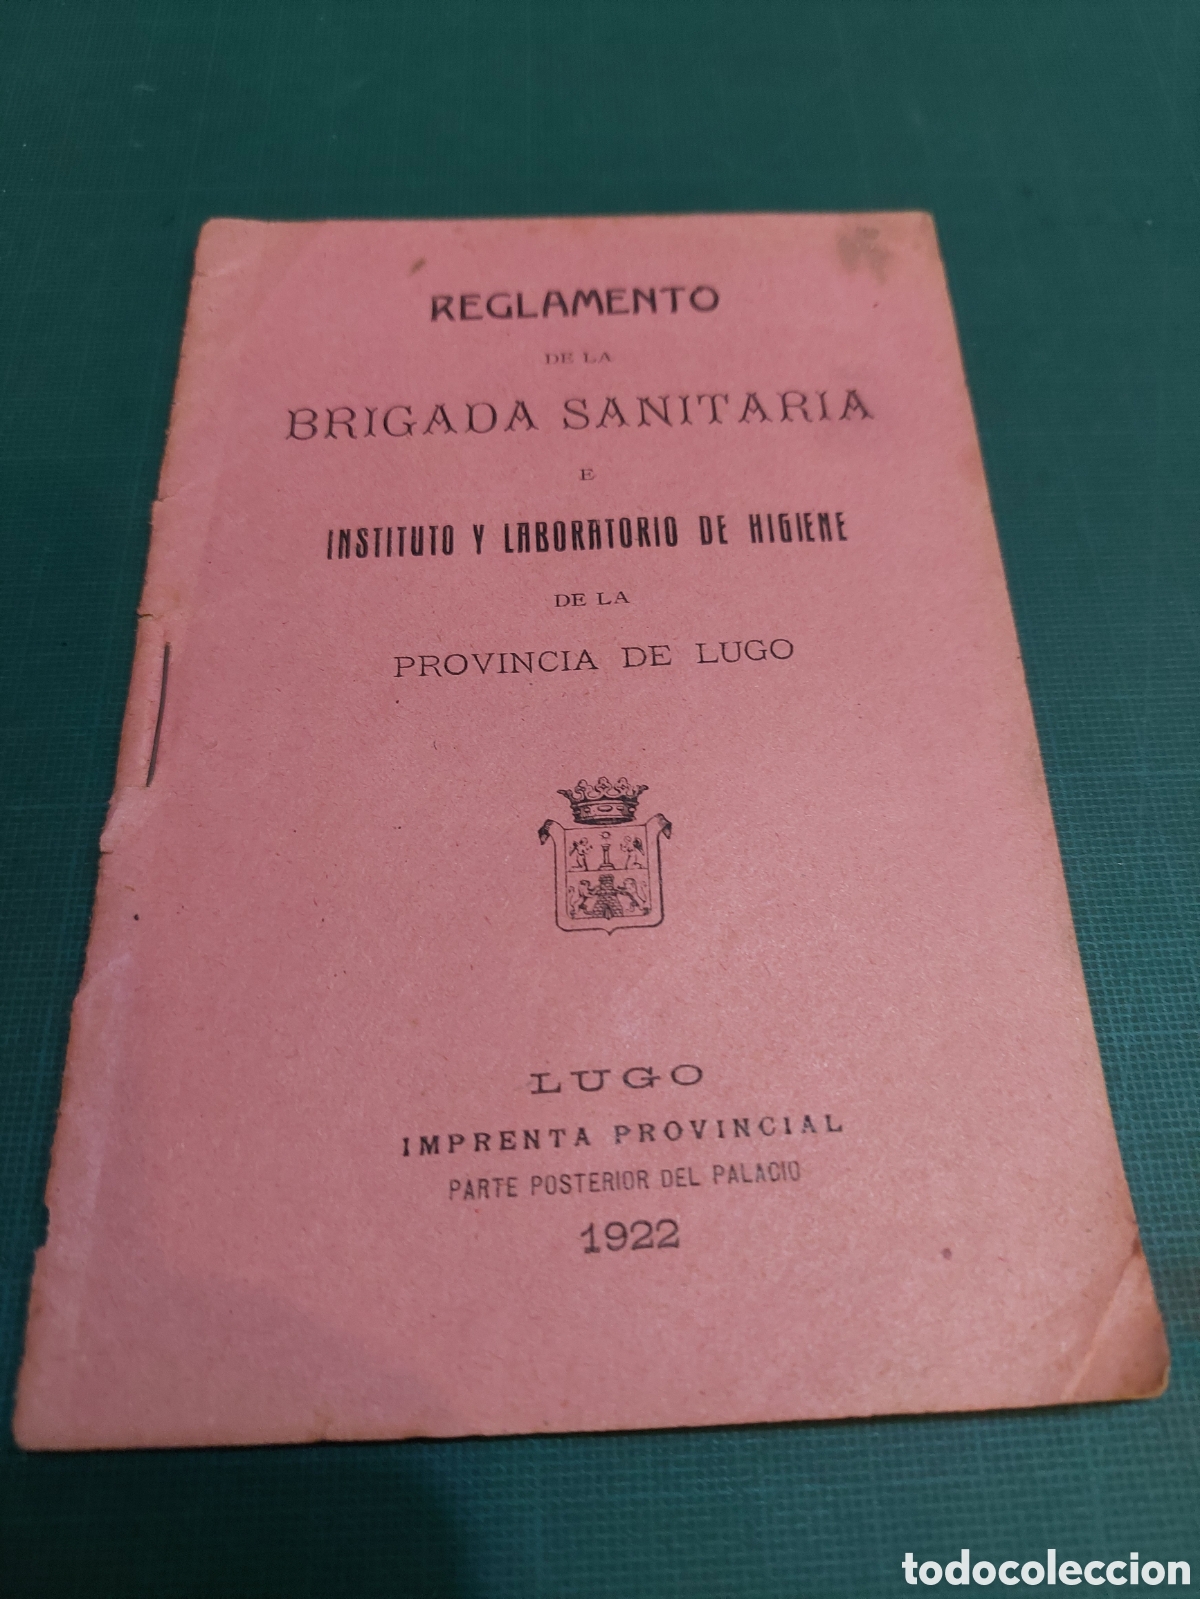 REGLAMENTO
DE LA
BRIGADA SANITARIA
E
INSTITUTO Y LABORATORIO DE HIGIENE
DE LA
PROVINCIA DE LUGO
LUGO
IMPRENTA PROVINCIAL
PARTE POSTERIOR DEL PALACIO
1922
todocoleccion